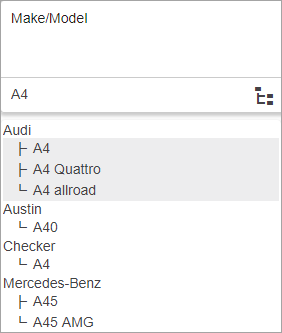 Make/Model
A4
Audi
A4
A4 Quattro
A4 allroad
Austin
A40
Checker
A4
Mercedes-Benz
A45
A45 AMG